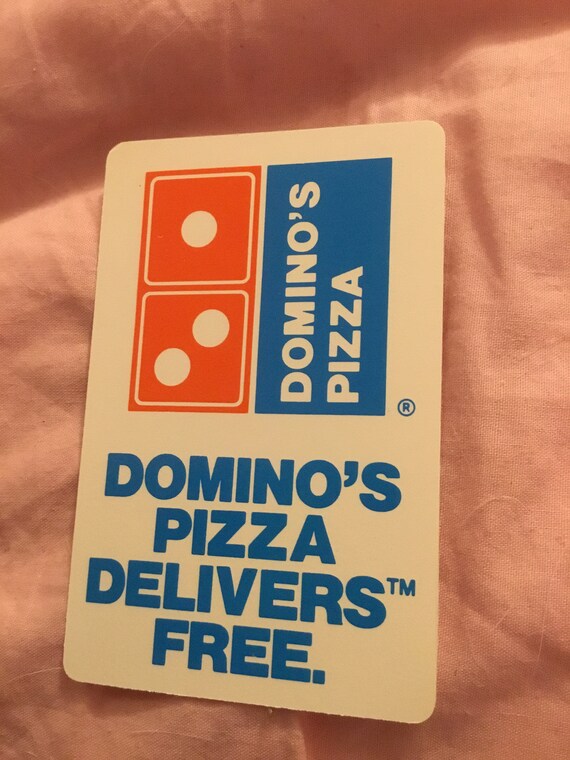 DOMINO'S
PIZZA
®
DOMINO'S
PIZZA
DELIVERS™
FREE.